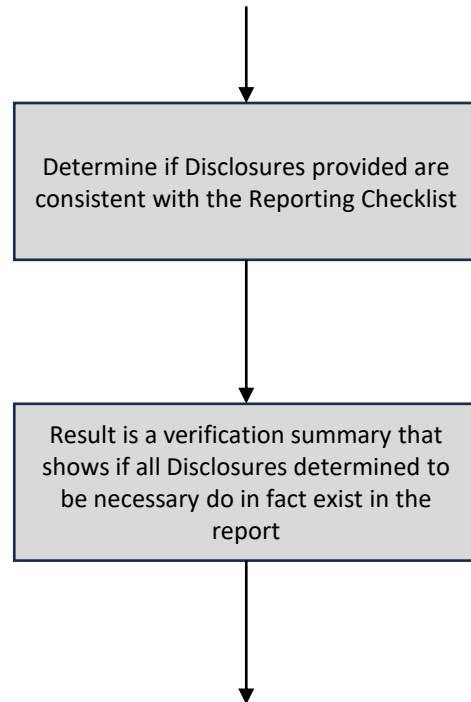 Determine if Disclosures provided are
consistent with the Reporting Checklist
Result is a verification summary that
shows if all Disclosures determined to
be necessary do in fact exist in the
report